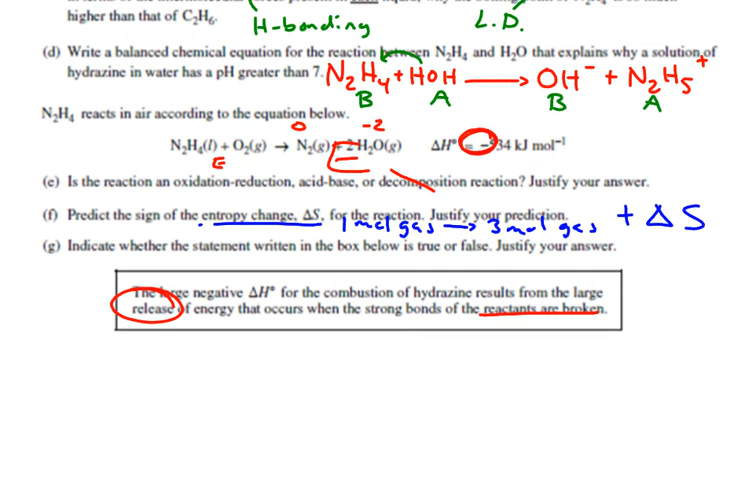 higher than that of C₂H₆.
H-bonding L.D.
(d) Write a balanced chemical equation for the reaction between N₂H₄ and H₂O that explains why a solution of
hydrazine in water has a pH greater than 7. N₂H₄ + HOH → OH⁻ + N₂H₅⁺
B A B A
N₂H₄ reacts in air according to the equation below.
0 -2
N₂H₄(l) + O₂(g) → N₂(g) + 2 H₂O(g) ΔH° = −534 kJ mol⁻¹
E E
(e) Is the reaction an oxidation-reduction, acid-base, or decomposition reaction? Justify your answer.
(f) Predict the sign of the entropy change, ΔS, for the reaction. Justify your prediction. + ΔS
1 mol gas → 3 mol gas
(g) Indicate whether the statement written in the box below is true or false. Justify your answer.
The large negative ΔH° for the combustion of hydrazine results from the large
release of energy that occurs when the strong bonds of the reactants are broken.